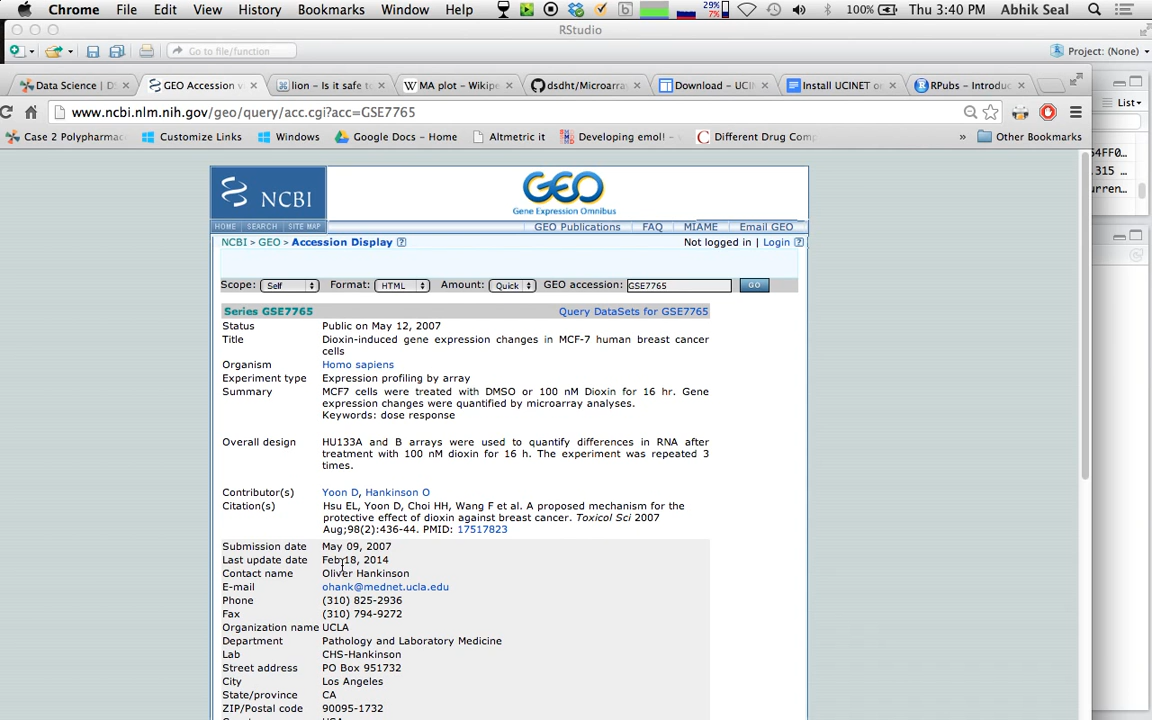 Chrome File Edit View History Bookmarks Window Help 29% 7% 100% Thu 3:40 PM Abhik Seal
RStudio
Go to file/function Project: (None)
Data Science | D GEO Accession v lion – Is it safe t MA plot – Wikip dsdht/Microarra Download – UCIN Install UCINET or RPubs – Introduc List
www.ncbi.nlm.nih.gov/geo/query/acc.cgi?acc=GSE7765
Case 2 Polypharmac Customize Links Windows Google Docs - Home Altmetric it Developing emol! - Different Drug Comp » Other Bookmarks
54FF0…
.315 …
urren…
NCBI GEO
Gene Expression Omnibus
HOME SEARCH SITE MAP GEO Publications FAQ MIAME Email GEO
NCBI > GEO > Accession Display ? Not logged in | Login ?
Scope: Self Format: HTML Amount: Quick GEO accession: GSE7765 GO
Series GSE7765 Query DataSets for GSE7765
Status Public on May 12, 2007
Title Dioxin-induced gene expression changes in MCF-7 human breast cancer
cells
Organism Homo sapiens
Experiment type Expression profiling by array
Summary MCF7 cells were treated with DMSO or 100 nM Dioxin for 16 hr. Gene
expression changes were quantified by microarray analyses.
Keywords: dose response
Overall design HU133A and B arrays were used to quantify differences in RNA after
treatment with 100 nM dioxin for 16 h. The experiment was repeated 3
times.
Contributor(s) Yoon D, Hankinson O
Citation(s) Hsu EL, Yoon D, Choi HH, Wang F et al. A proposed mechanism for the
protective effect of dioxin against breast cancer. Toxicol Sci 2007
Aug;98(2):436-44. PMID: 17517823
Submission date May 09, 2007
Last update date Feb 18, 2014
Contact name Oliver Hankinson
E-mail ohank@mednet.ucla.edu
Phone (310) 825-2936
Fax (310) 794-9272
Organization name UCLA
Department Pathology and Laboratory Medicine
Lab CHS-Hankinson
Street address PO Box 951732
City Los Angeles
State/province CA
ZIP/Postal code 90095-1732